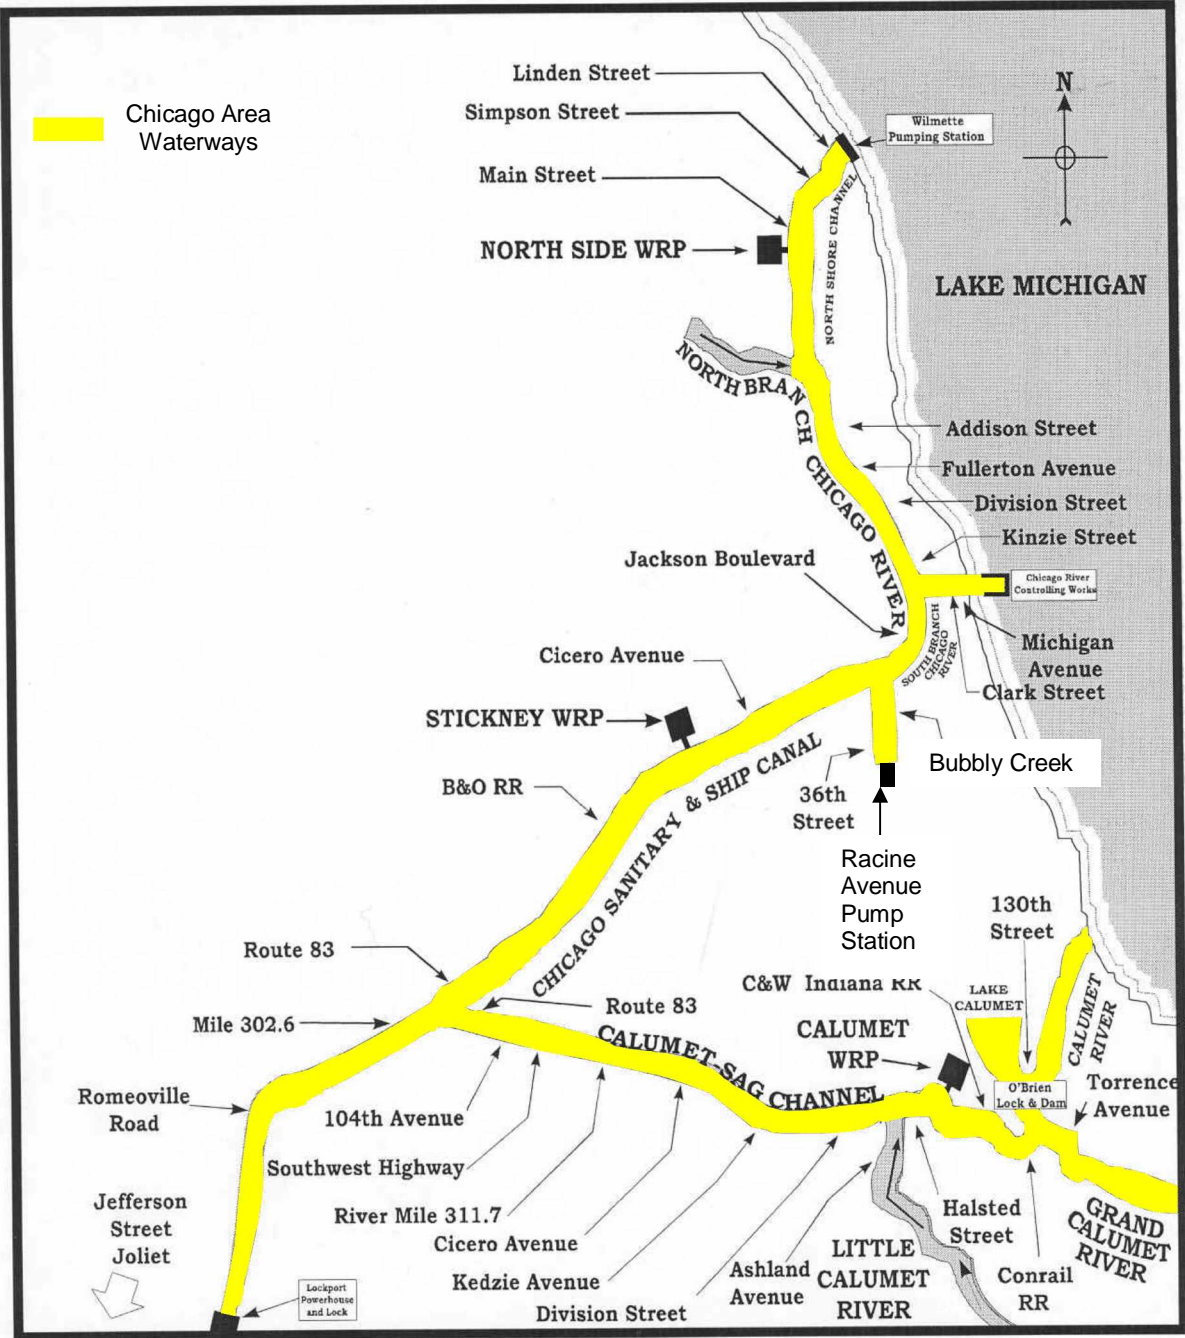 Chicago Area
Waterways
Linden Street
Simpson Street
Main Street
NORTH SIDE WRP
Wilmette
Pumping Station
N
NORTH SHORE CHANNEL
LAKE MICHIGAN
NORTH BRANCH CHICAGO RIVER
Addison Street
Fullerton Avenue
Division Street
Kinzie Street
Jackson Boulevard
Chicago River
Controlling Works
SOUTH BRANCH
CHICAGO
RIVER
Michigan
Avenue
Clark Street
Cicero Avenue
STICKNEY WRP
B&O RR
CHICAGO SANITARY & SHIP CANAL
Bubbly Creek
36th
Street
Racine
Avenue
Pump
Station
130th
Street
Route 83
C&W Indiana RR
LAKE
CALUMET
CALUMET
RIVER
Route 83
Mile 302.6
CALUMET
WRP
CALUMET-SAG CHANNEL
O'Brien
Lock & Dam
Torrence
Avenue
Romeoville
Road
104th Avenue
Southwest Highway
River Mile 311.7
Cicero Avenue
Kedzie Avenue
Division Street
Ashland
Avenue
LITTLE
CALUMET
RIVER
Halsted
Street
Conrail
RR
GRAND
CALUMET
RIVER
Jefferson
Street
Joliet
Lockport
Powerhouse
and Lock